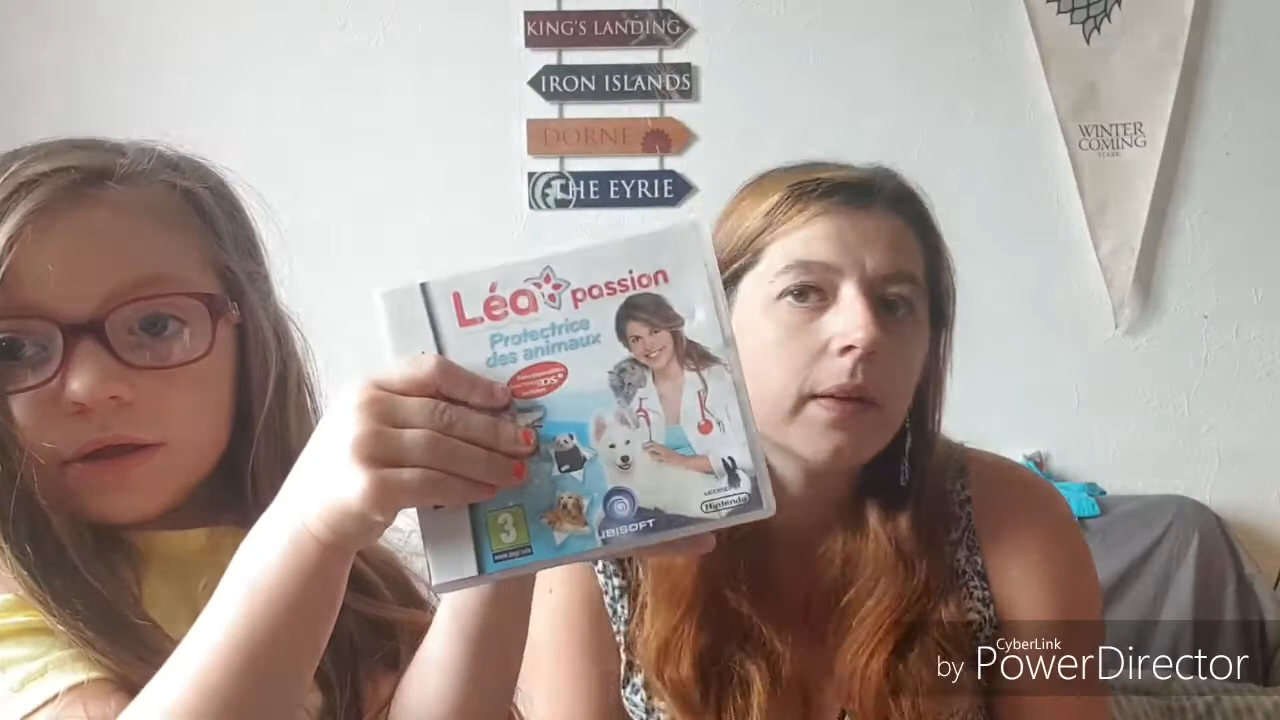 KING'S LANDING
IRON ISLANDS
DORNE
THE EYRIE
WINTER
COMING
STARK
Léa passion
Protectrice
des animaux
3
UBISOFT
Nintendo
CyberLink
by PowerDirector